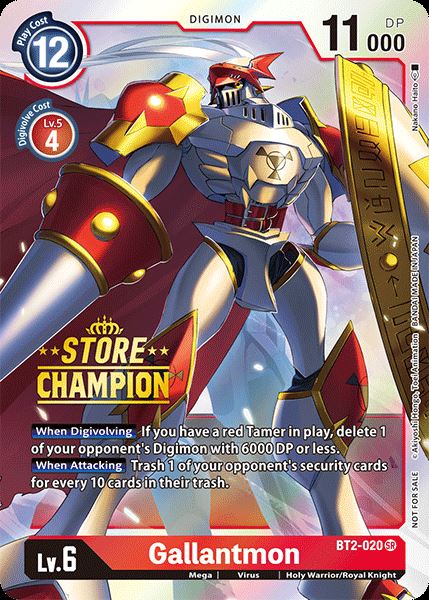 Play Cost
12
DIGIMON
11000
DP
Digivolve Cost
Lv.5
4
Nakano Haito
STORE
CHAMPION
When Digivolving If you have a red Tamer in play, delete 1
of your opponent's Digimon with 6000 DP or less.
When Attacking Trash 1 of your opponent's security cards
for every 10 cards in their trash.
©Akiyoshi Hongo, Toei Animation BANDAI MADE IN JAPAN
NOT FOR SALE
Lv.6
Gallantmon
BT2-020 SR
Mega | Virus | Holy Warrior/Royal Knight